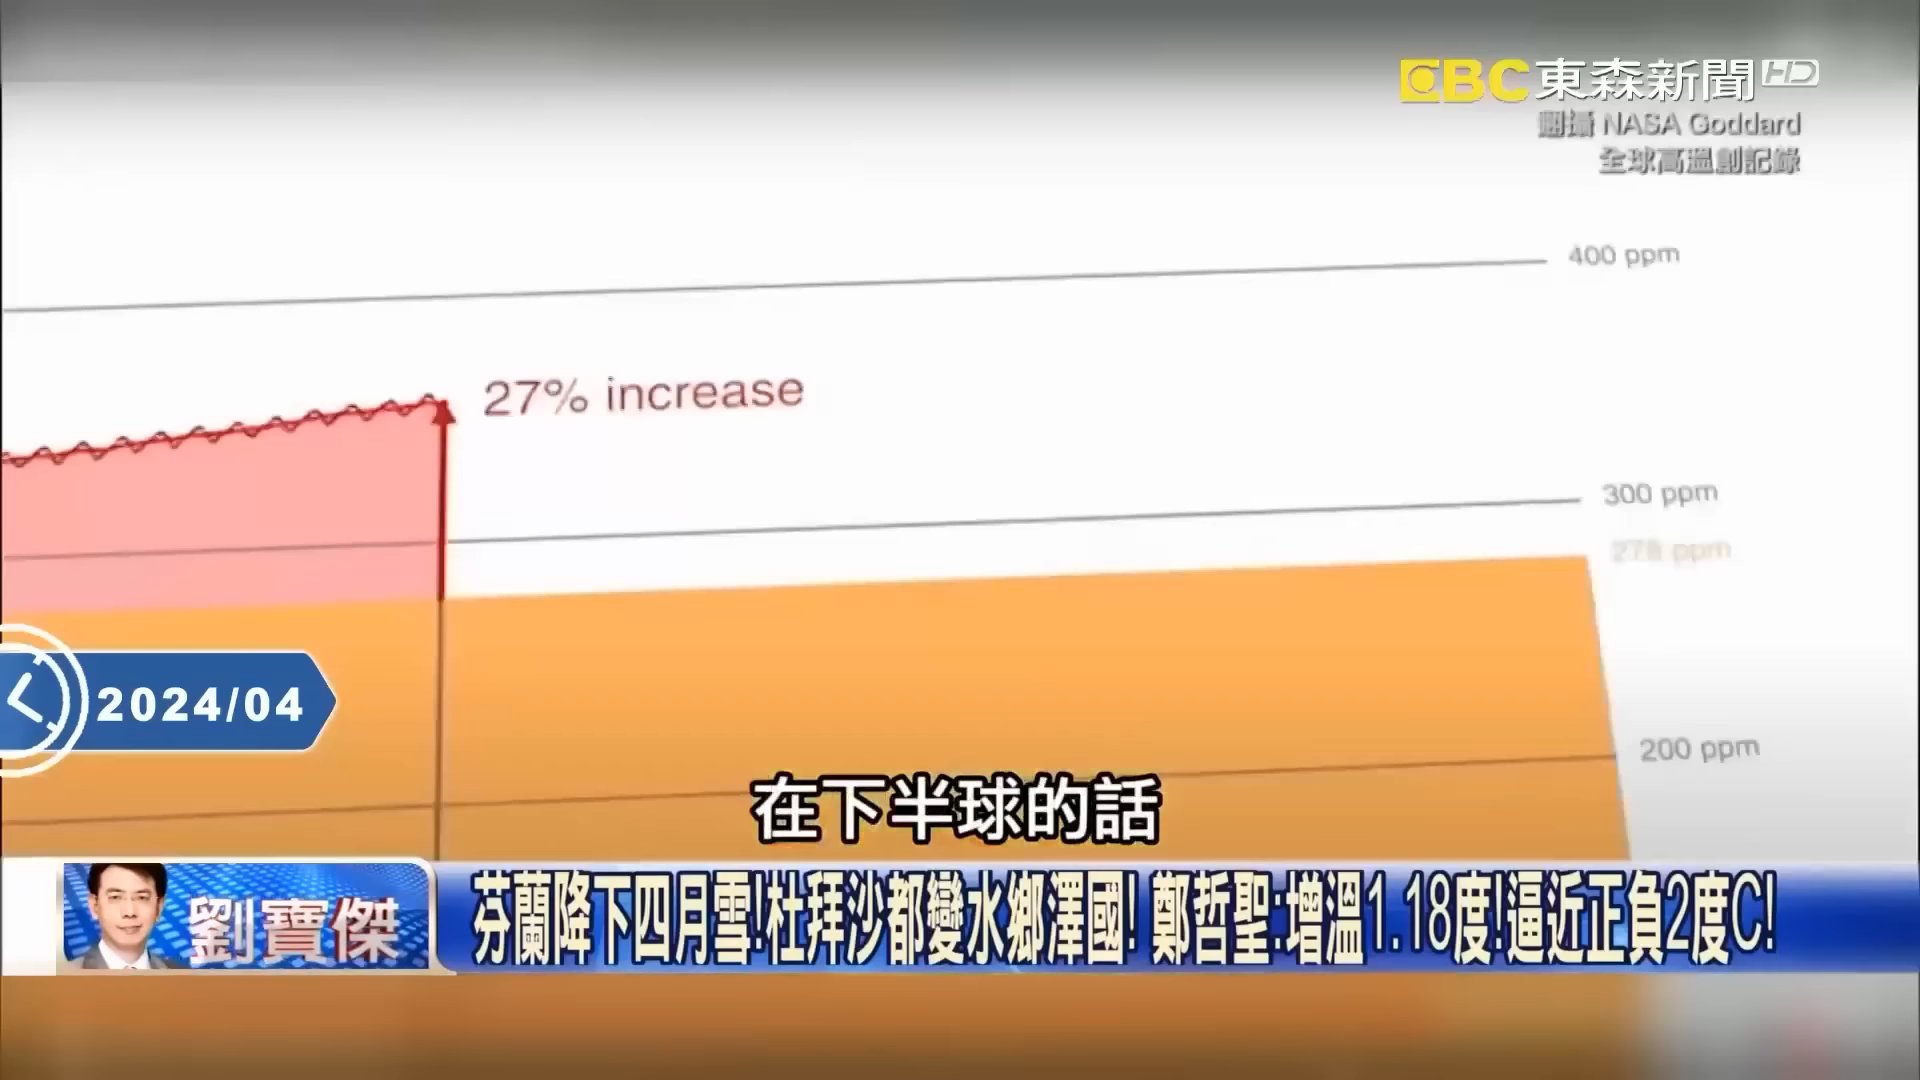 EBC東森新聞HD
翻攝 NASA Goddard
全球高溫創記錄
400 ppm
27% increase
300 ppm
278 ppm
2024/04
200 ppm
在下半球的話
劉寶傑
芬蘭降下四月雪!杜拜沙都變水鄉澤國! 鄭哲聖:增溫1.18度!逼近正負2度C!